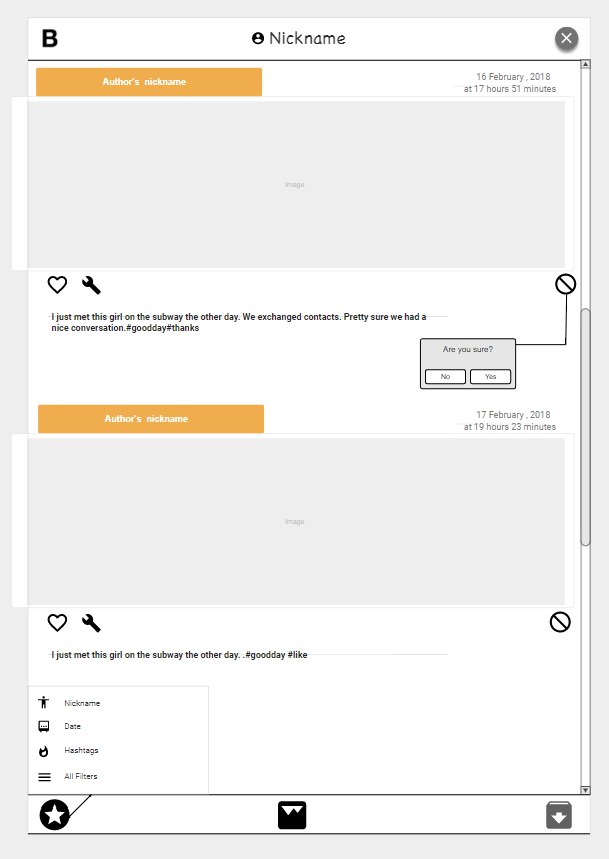 B
Nickname
Author's nickname
16 February , 2018
at 17 hours 51 minutes
Image
I just met this girl on the subway the other day. We exchanged contacts. Pretty sure we had a
nice conversation.#goodday#thanks
Are you sure?
No
Yes
Author's nickname
17 February , 2018
at 19 hours 23 minutes
Image
I just met this girl on the subway the other day. .#goodday #like
Nickname
Date
Hashtags
All Filters